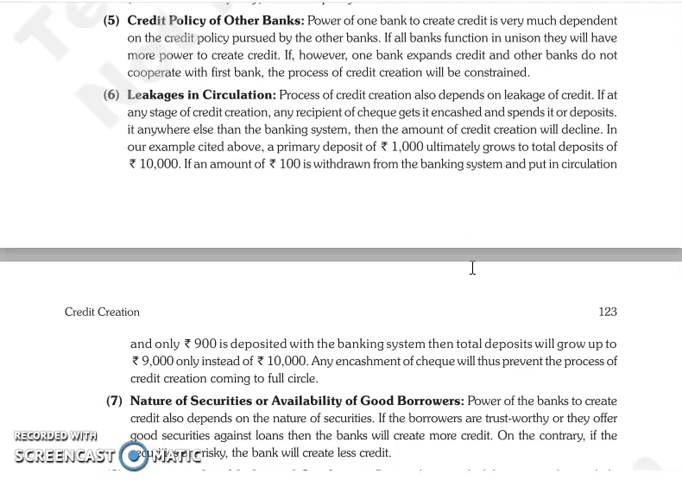 (5) Credit Policy of Other Banks: Power of one bank to create credit is very much dependent
on the credit policy pursued by the other banks. If all banks function in unison they will have
more power to create credit. If, however, one bank expands credit and other banks do not
cooperate with first bank, the process of credit creation will be constrained.
(6) Leakages in Circulation: Process of credit creation also depends on leakage of credit. If at
any stage of credit creation, any recipient of cheque gets it encashed and spends it or deposits.
it anywhere else than the banking system, then the amount of credit creation will decline. In
our example cited above, a primary deposit of ₹ 1,000 ultimately grows to total deposits of
₹ 10,000. If an amount of ₹ 100 is withdrawn from the banking system and put in circulation
Credit Creation 123
and only ₹ 900 is deposited with the banking system then total deposits will grow up to
₹ 9,000 only instead of ₹ 10,000. Any encashment of cheque will thus prevent the process of
credit creation coming to full circle.
(7) Nature of Securities or Availability of Good Borrowers: Power of the banks to create
credit also depends on the nature of securities. If the borrowers are trust-worthy or they offer
good securities against loans then the banks will create more credit. On the contrary, if the
risky, the bank will create less credit.
RECORDED WITH
SCREENCAST MATIC